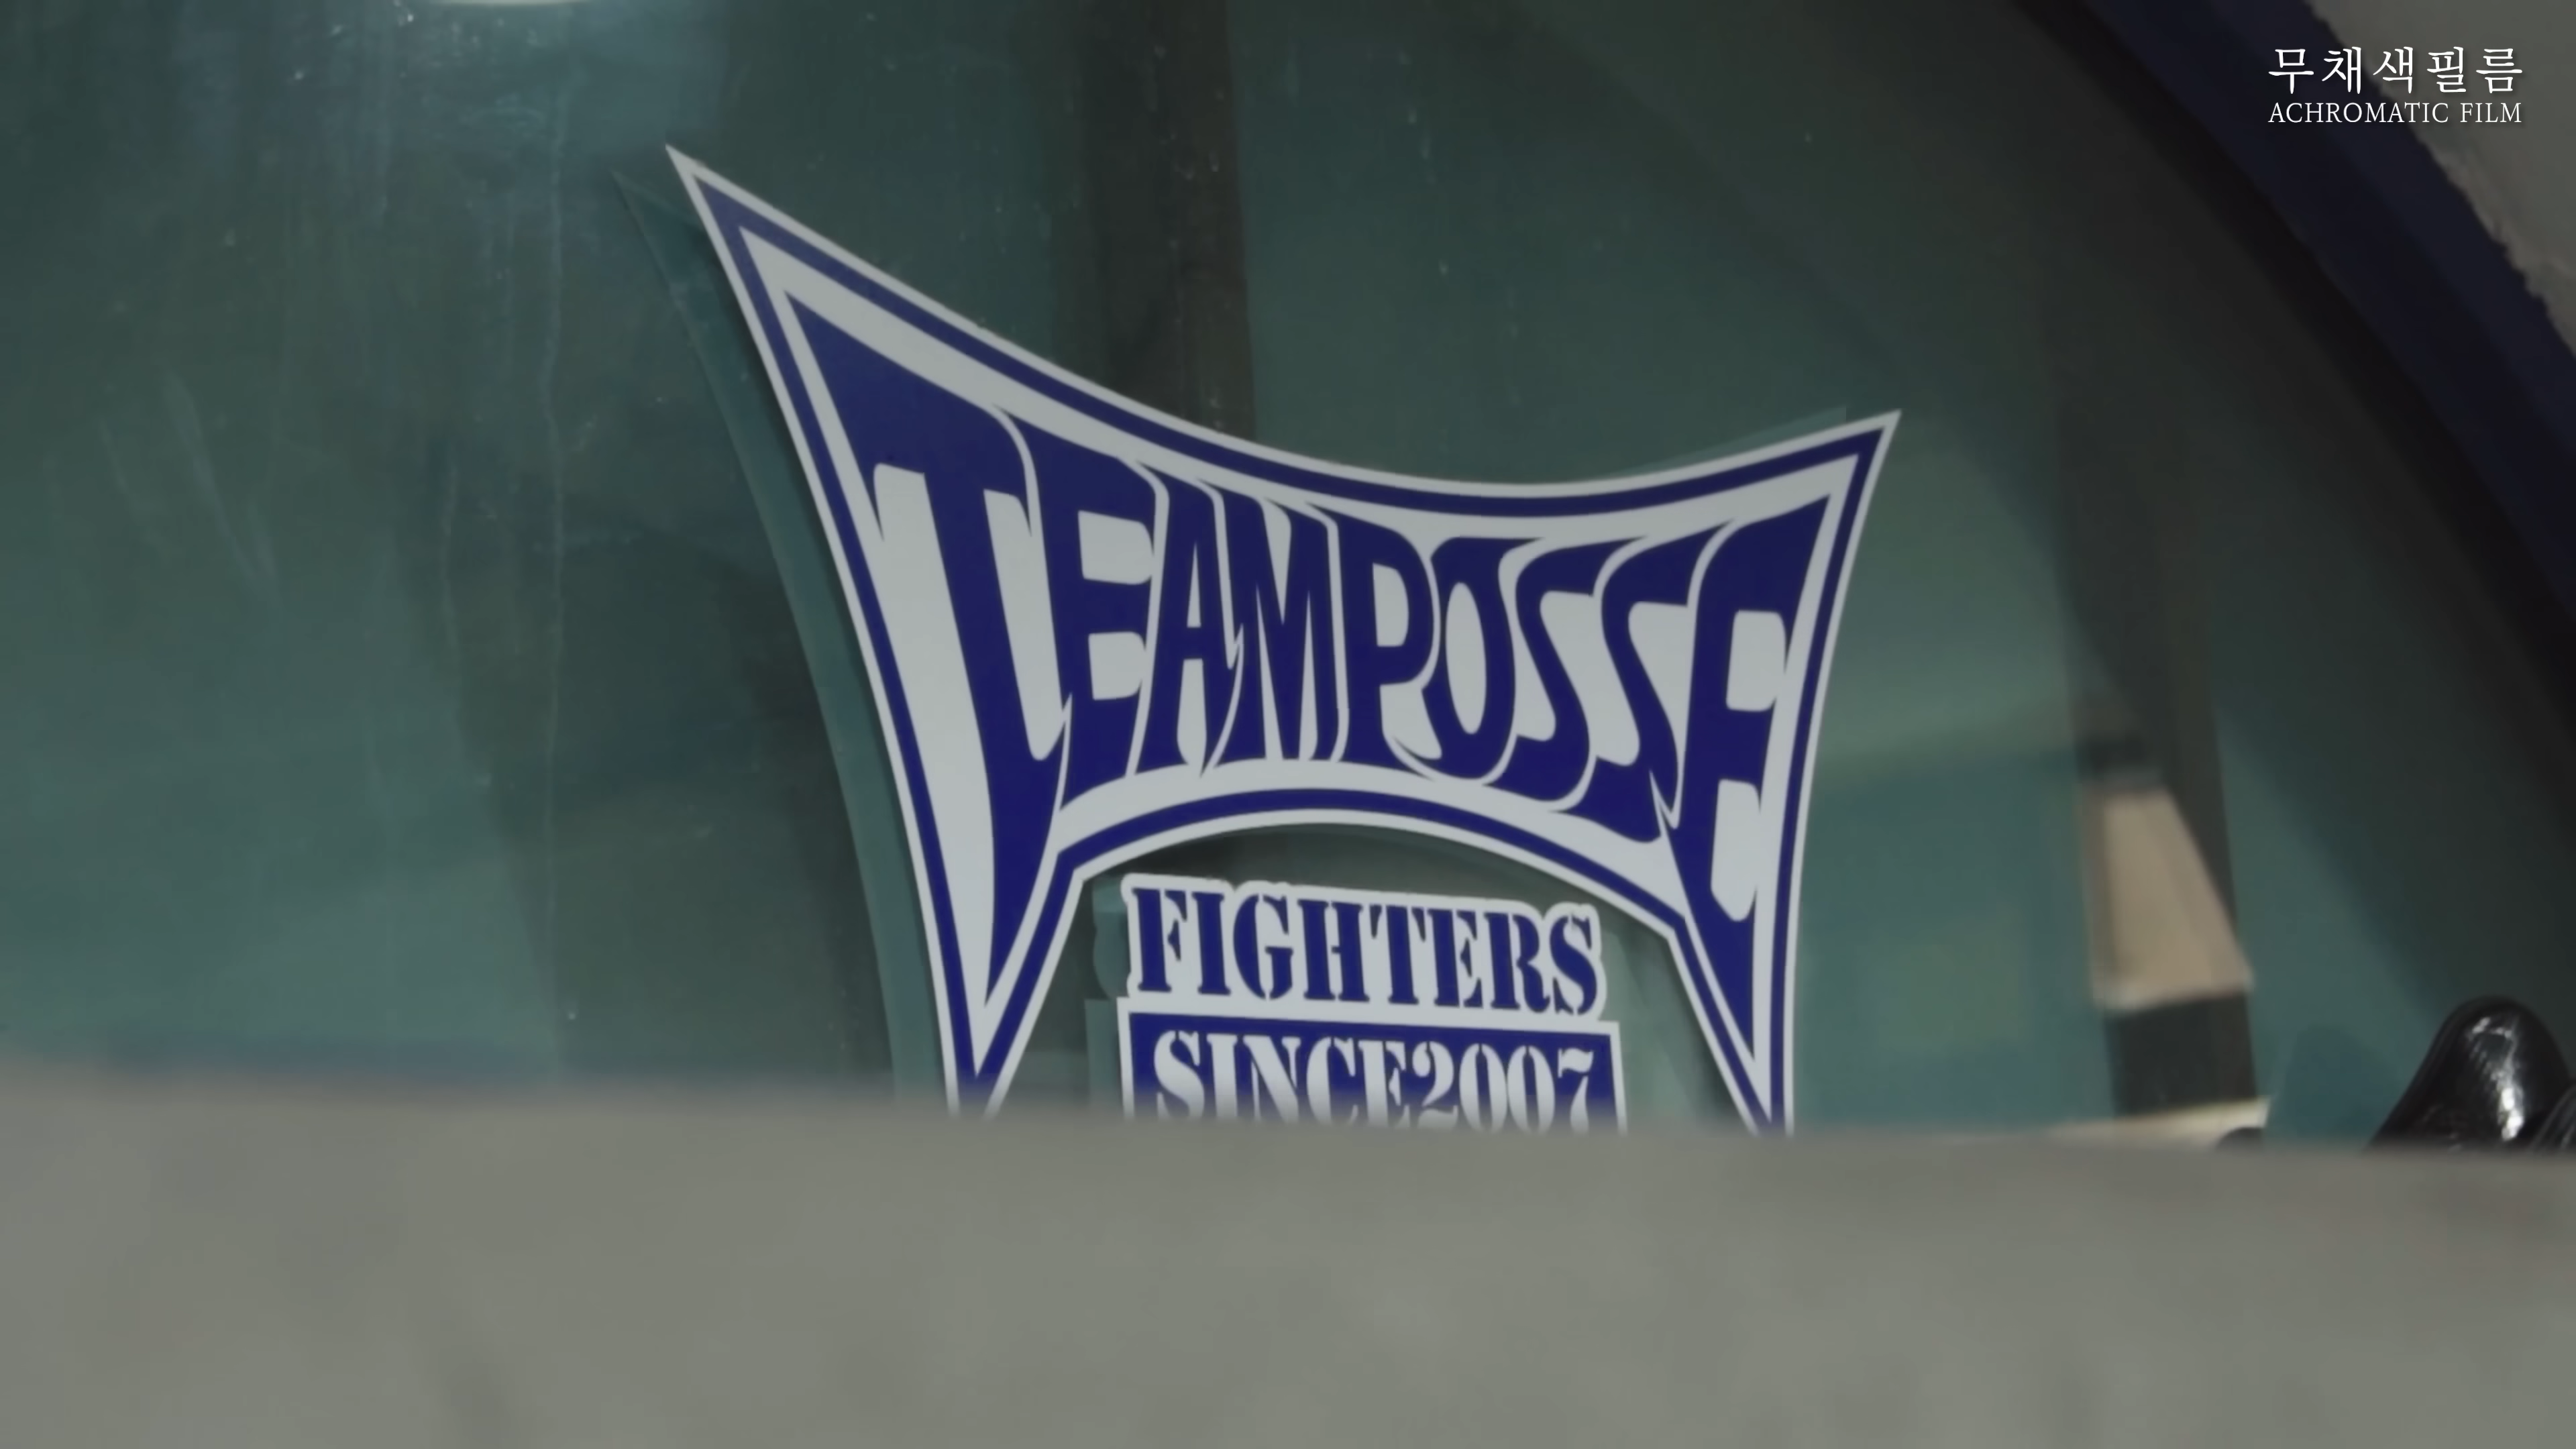 무채색필름
ACHROMATIC FILM
TEAMPOSSE
FIGHTERS
SINCE2007